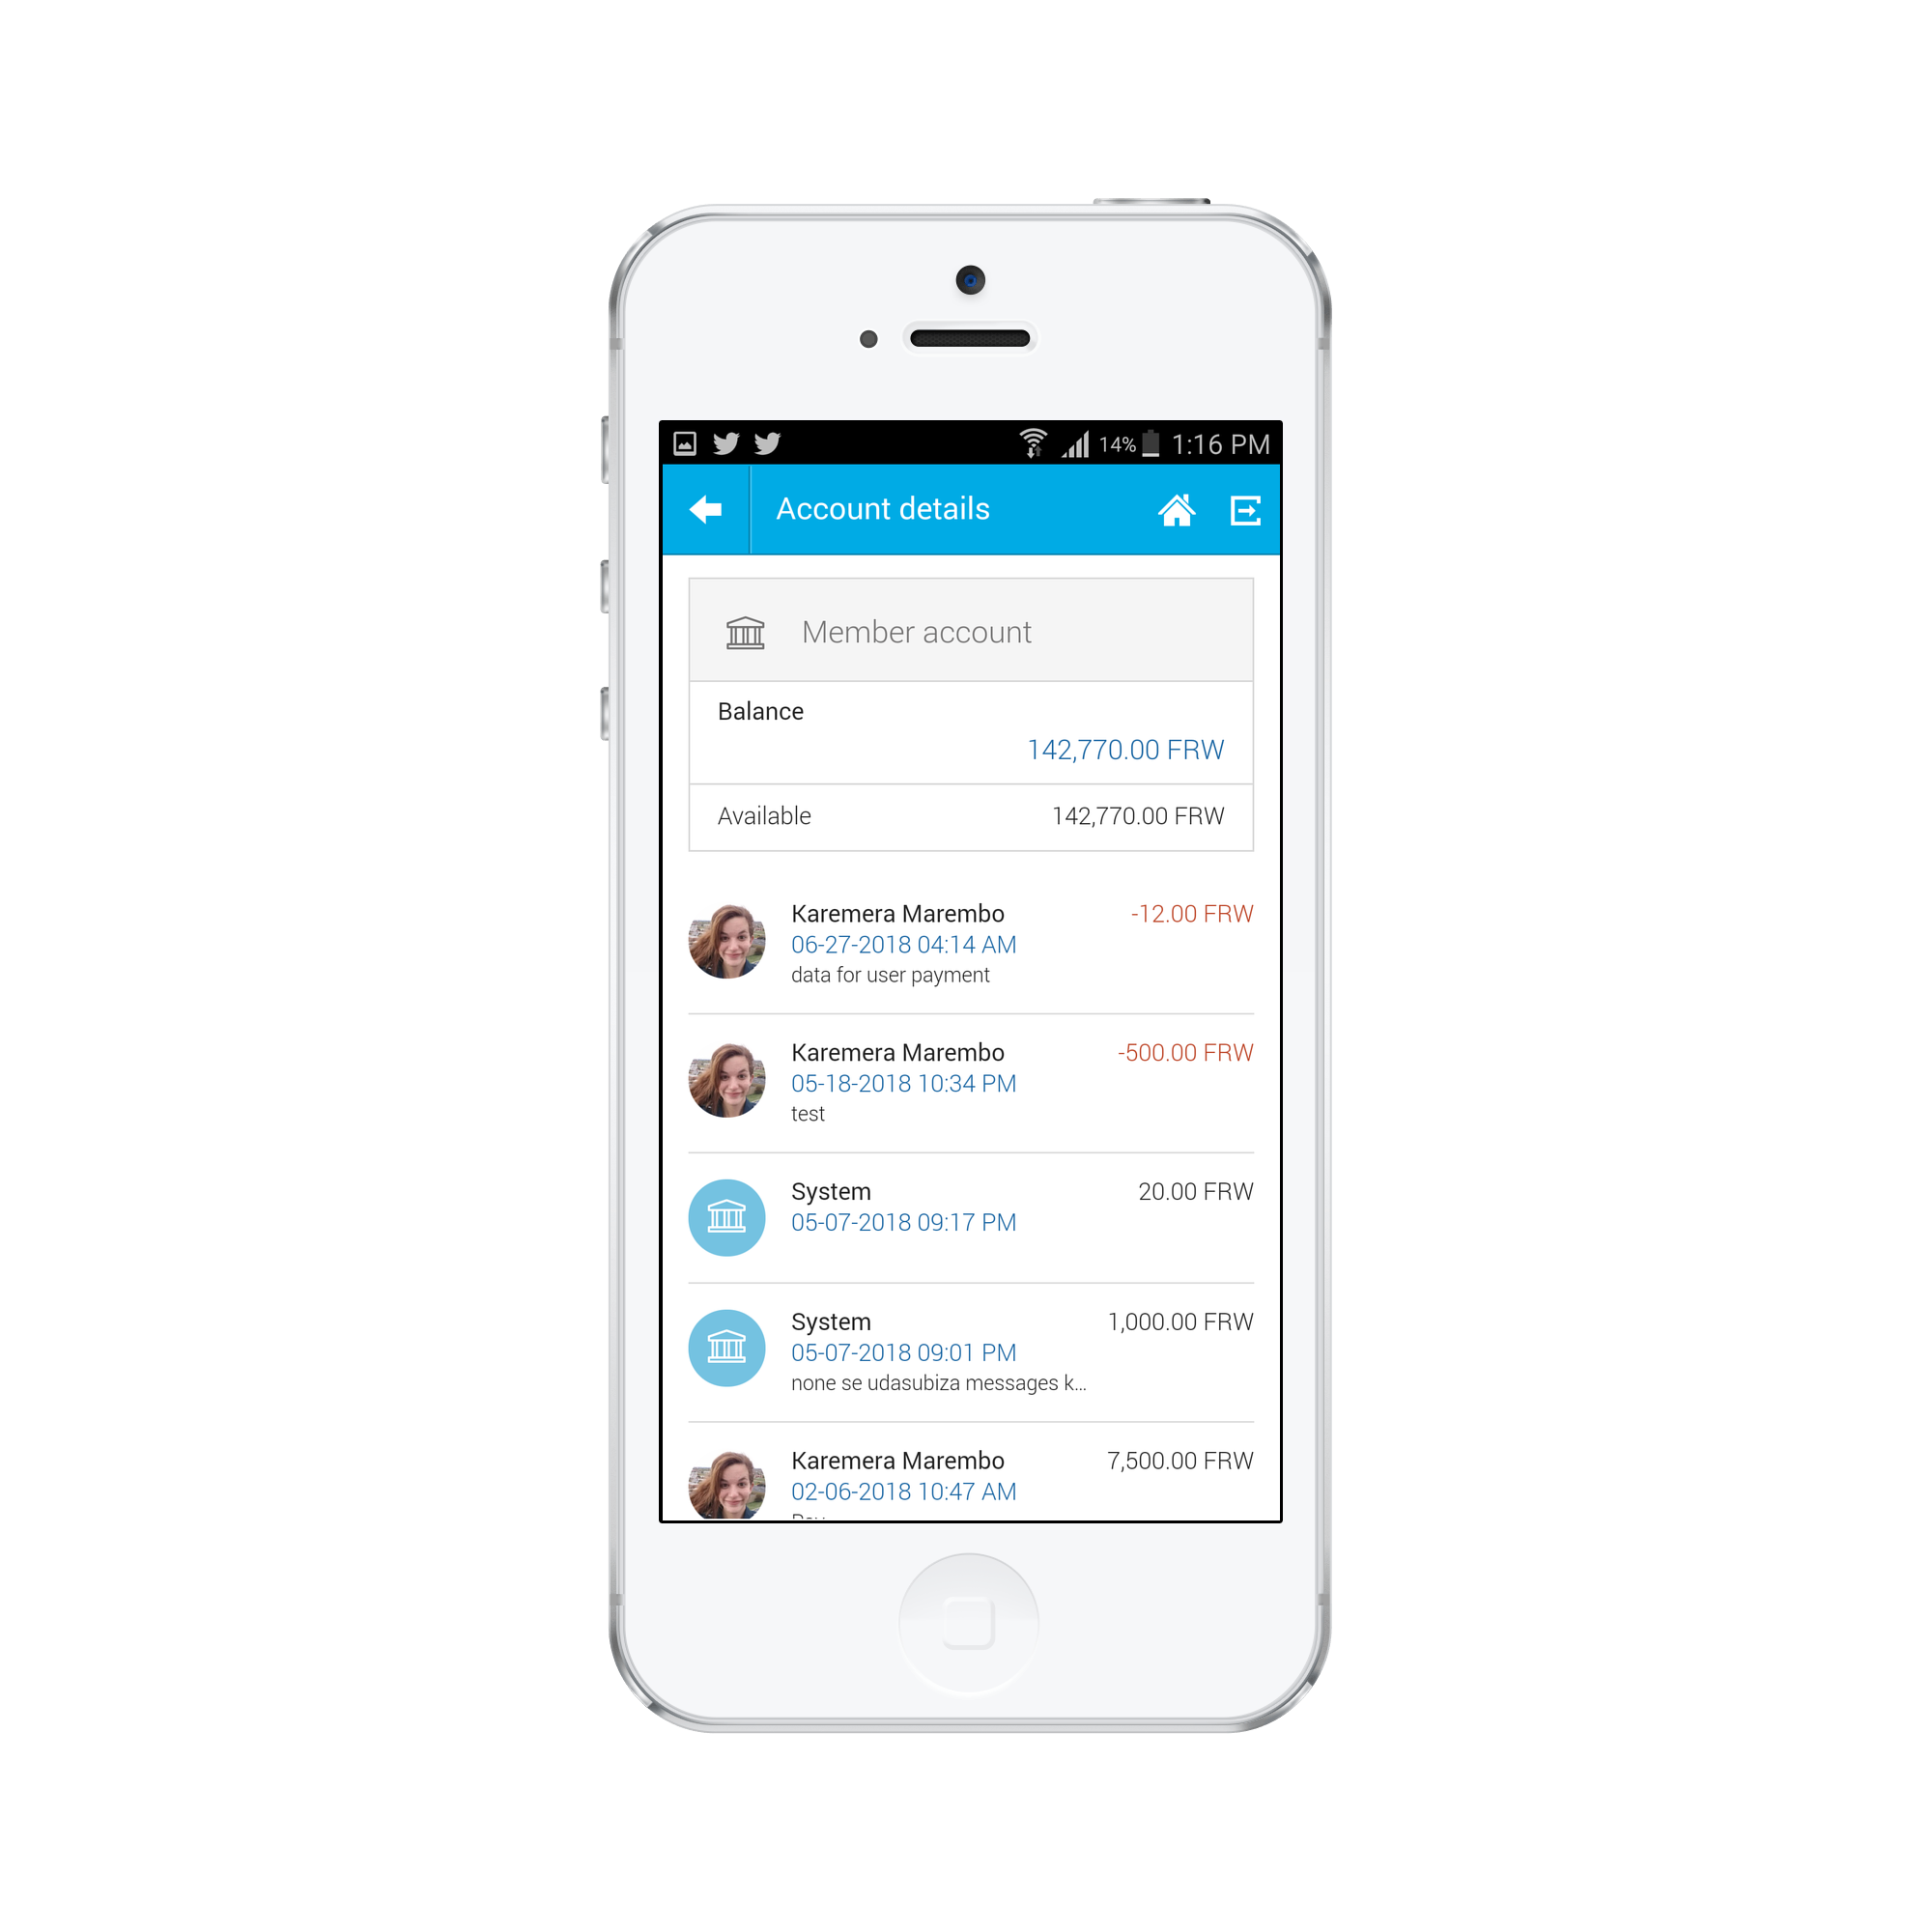 14% 1:16 PM
Account details
Member account
Balance
142,770.00 FRW
Available 142,770.00 FRW
Karemera Marembo -12.00 FRW
06-27-2018 04:14 AM
data for user payment
Karemera Marembo -500.00 FRW
05-18-2018 10:34 PM
test
System 20.00 FRW
05-07-2018 09:17 PM
System 1,000.00 FRW
05-07-2018 09:01 PM
none se udasubiza messages k...
Karemera Marembo 7,500.00 FRW
02-06-2018 10:47 AM